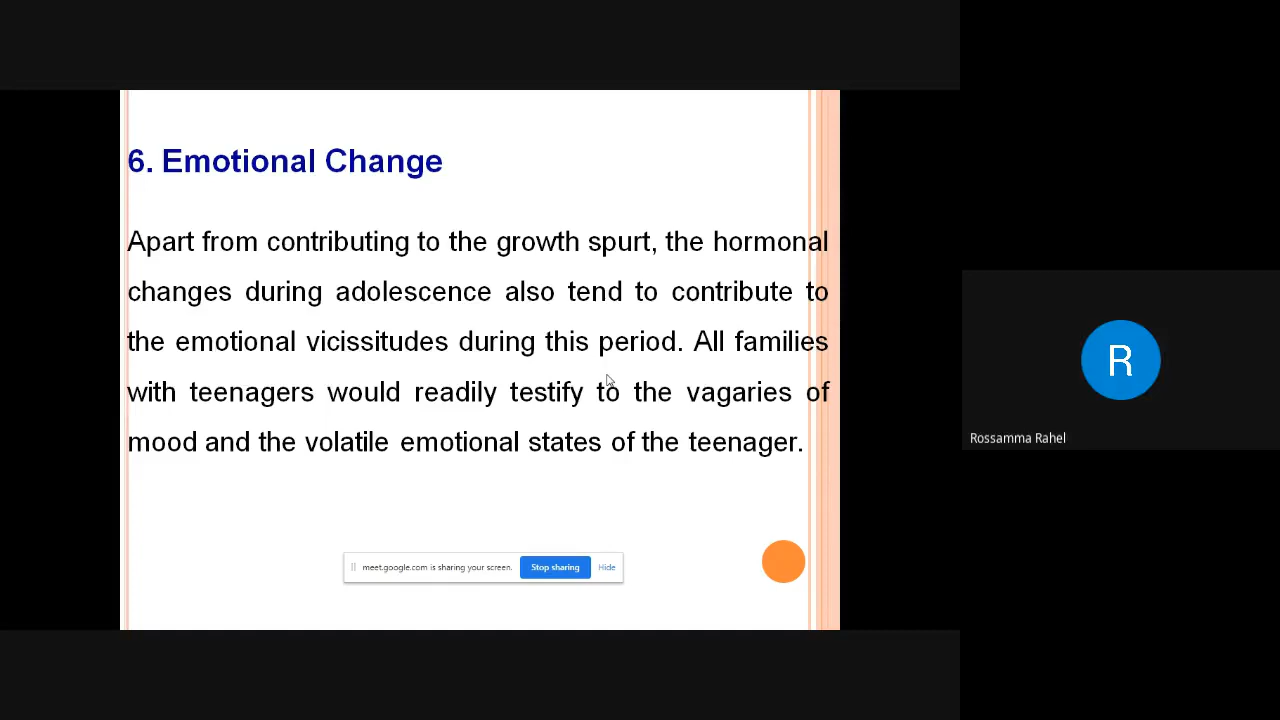 6. Emotional Change
Apart from contributing to the growth spurt, the hormonal
changes during adolescence also tend to contribute to
the emotional vicissitudes during this period. All families
with teenagers would readily testify to the vagaries of
mood and the volatile emotional states of the teenager.
meet.google.com is sharing your screen. Stop sharing Hide
R
Rossamma Rahel